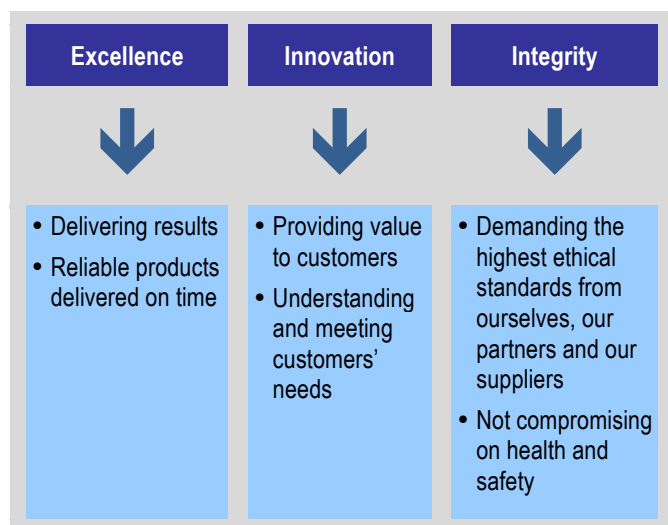 Excellence
• Delivering results
• Reliable products
delivered on time
Innovation
• Providing value
to customers
• Understanding
and meeting
customers’
needs
Integrity
• Demanding the
highest ethical
standards from
ourselves, our
partners and our
suppliers
• Not compromising
on health and
safety